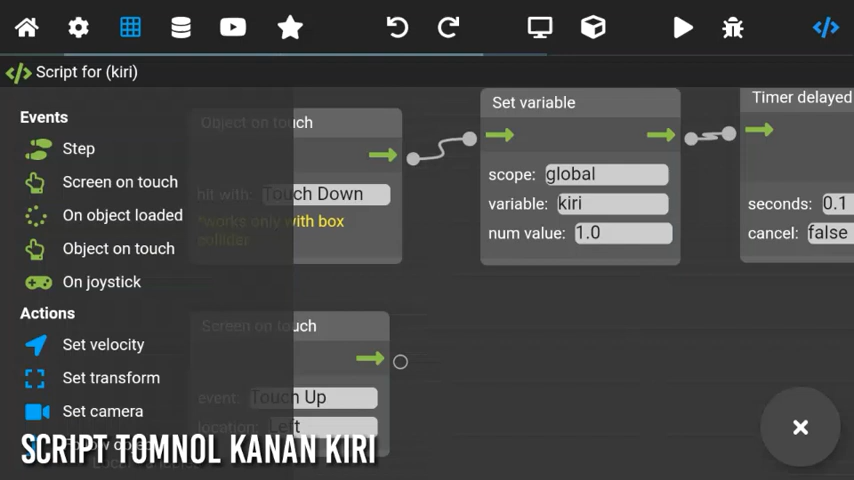 Script for (kiri)
Events
Step
Screen on touch
On object loaded
Object on touch
On joystick
Actions
Set velocity
Set transform
Set camera
Object on touch
hit with: Touch Down
*works only with box
collider
Set variable
scope: global
variable: kiri
num value: 1.0
Timer delayed
seconds: 0.1
cancel: false
Screen on touch
event: Touch Up
location: Left
SCRIPT TOMNOL KANAN KIRI